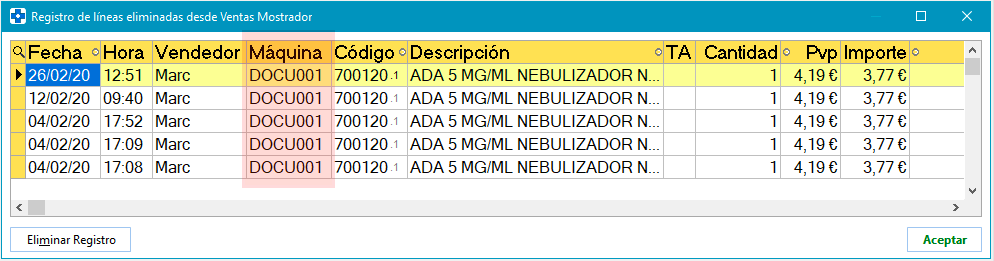 Registro de líneas eliminadas desde Ventas Mostrador
Fecha Hora Vendedor Máquina Código Descripción TA Cantidad Pvp Importe
26/02/20 12:51 Marc DOCU001 700120.1 ADA 5 MG/ML NEBULIZADOR N... 1 4,19 € 3,77 €
12/02/20 09:40 Marc DOCU001 700120.1 ADA 5 MG/ML NEBULIZADOR N... 1 4,19 € 3,77 €
04/02/20 17:52 Marc DOCU001 700120.1 ADA 5 MG/ML NEBULIZADOR N... 1 4,19 € 3,77 €
04/02/20 17:09 Marc DOCU001 700120.1 ADA 5 MG/ML NEBULIZADOR N... 1 4,19 € 3,77 €
04/02/20 17:08 Marc DOCU001 700120.1 ADA 5 MG/ML NEBULIZADOR N... 1 4,19 € 3,77 €
Eliminar Registro Aceptar